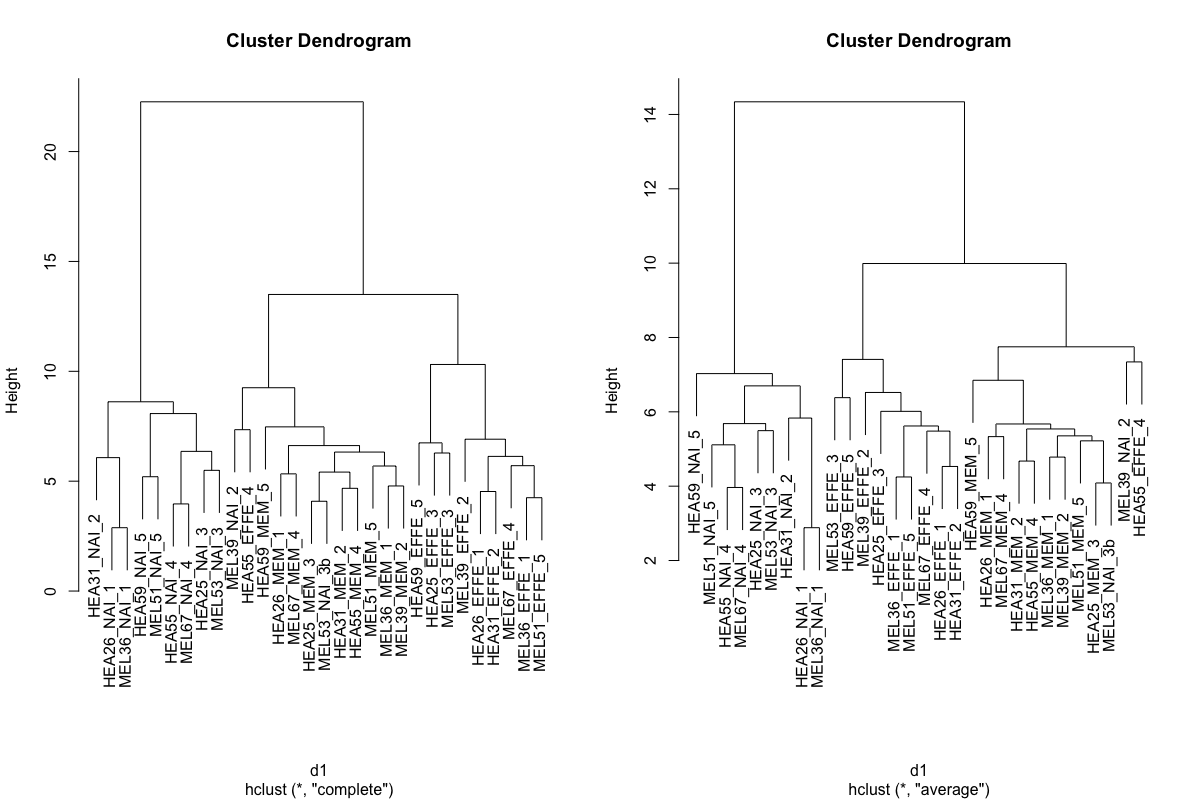 Cluster Dendrogram
Height
20
15
10
5
0
HEA31_NAI_2
HEA26_NAI_1
MEL36_NAI_1
HEA59_NAI_5
MEL51_NAI_5
HEA55_NAI_4
MEL67_NAI_4
HEA25_NAI_3
MEL53_NAI_3
MEL39_NAI_2
HEA55_EFFE_4
HEA59_MEM_5
HEA26_MEM_1
MEL67_MEM_4
HEA25_MEM_3
MEL53_NAI_3b
HEA31_MEM_2
HEA55_MEM_4
MEL51_MEM_5
MEL36_MEM_1
MEL39_MEM_2
HEA59_EFFE_5
HEA25_EFFE_3
MEL53_EFFE_3
MEL39_EFFE_2
HEA26_EFFE_1
HEA31_EFFE_2
MEL67_EFFE_4
MEL36_EFFE_1
MEL51_EFFE_5
d1
hclust (*, "complete")
Cluster Dendrogram
Height
14
12
10
8
6
4
2
HEA59_NAI_5
MEL51_NAI_5
HEA55_NAI_4
MEL67_NAI_4
HEA25_NAI_3
MEL53_NAI_3
HEA31_NAI_2
HEA26_NAI_1
MEL36_NAI_1
MEL53_EFFE_3
HEA59_EFFE_5
MEL39_EFFE_2
HEA25_EFFE_3
MEL36_EFFE_1
MEL51_EFFE_5
MEL67_EFFE_4
HEA26_EFFE_1
HEA31_EFFE_2
HEA59_MEM_5
HEA26_MEM_1
MEL67_MEM_4
HEA31_MEM_2
HEA55_MEM_4
MEL36_MEM_1
MEL39_MEM_2
MEL51_MEM_5
HEA25_MEM_3
MEL53_NAI_3b
MEL39_NAI_2
HEA55_EFFE_4
d1
hclust (*, "average")